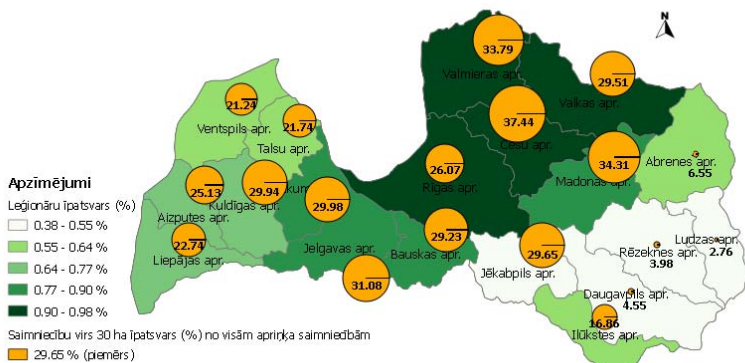 N
33.79
Valmieras apr.
29.51
Valkas apr.
21.24
Ventspils apr.
21.74
Talsu apr.
37.44
Cēsu apr.
34.31
Madonas apr.
Abrenes apr.
6.55
26.07
Rīgas apr.
25.13
Aizputes apr.
29.94
Kuldīgas apr.
29.98
22.74
Liepājas apr.
Jelgavas apr.
31.08
29.23
Bauskas apr.
29.65
Jēkabpils apr.
Ludzas apr.
2.76
Rēzeknes apr.
3.98
Daugavpils apr.
4.55
16.86
Ilūkstes apr.
Apzīmējumi
Leģionāru īpatsvars (%)
0.38 - 0.55 %
0.55 - 0.64 %
0.64 - 0.77 %
0.77 - 0.90 %
0.90 - 0.98 %
Saimniecību virs 30 ha īpatsvars (%) no visām apriņķa saimniecībām
29.65 % (piemērs)